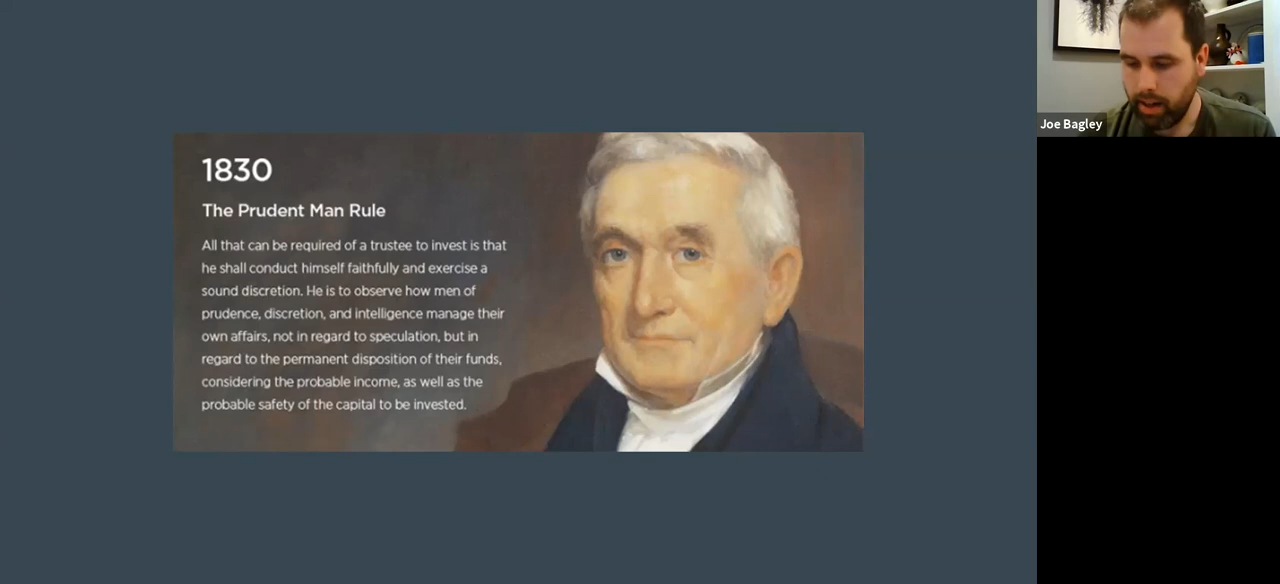 1830
The Prudent Man Rule
All that can be required of a trustee to invest is that
he shall conduct himself faithfully and exercise a
sound discretion. He is to observe how men of
prudence, discretion, and intelligence manage their
own affairs, not in regard to speculation, but in
regard to the permanent disposition of their funds,
considering the probable income, as well as the
probable safety of the capital to be invested.
Joe Bagley